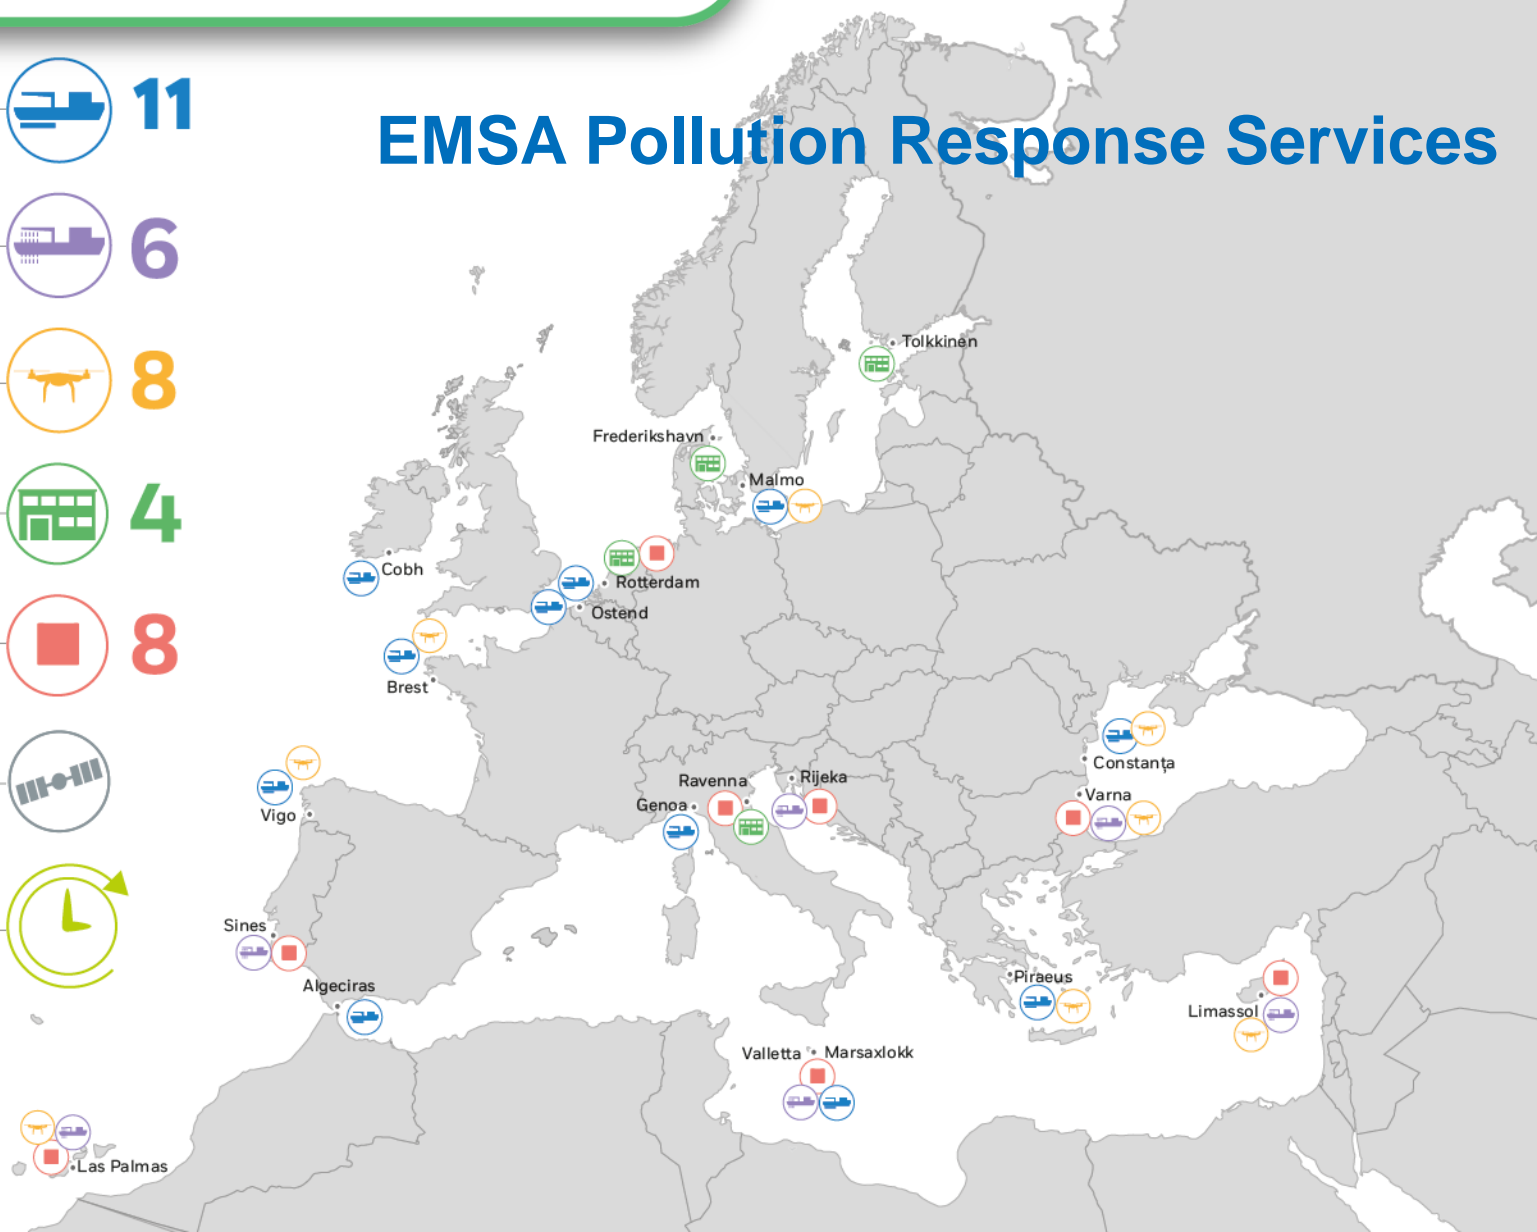 11
EMSA Pollution Response Services
6
8
4
8
Tolkkinen
Frederikshavn
Malmo
Cobh
Rotterdam
Ostend
Brest
Constanţa
Ravenna
Rijeka
Genoa
Varna
Vigo
Sines
Algeciras
Piraeus
Limassol
Valletta
Marsaxlokk
Las Palmas